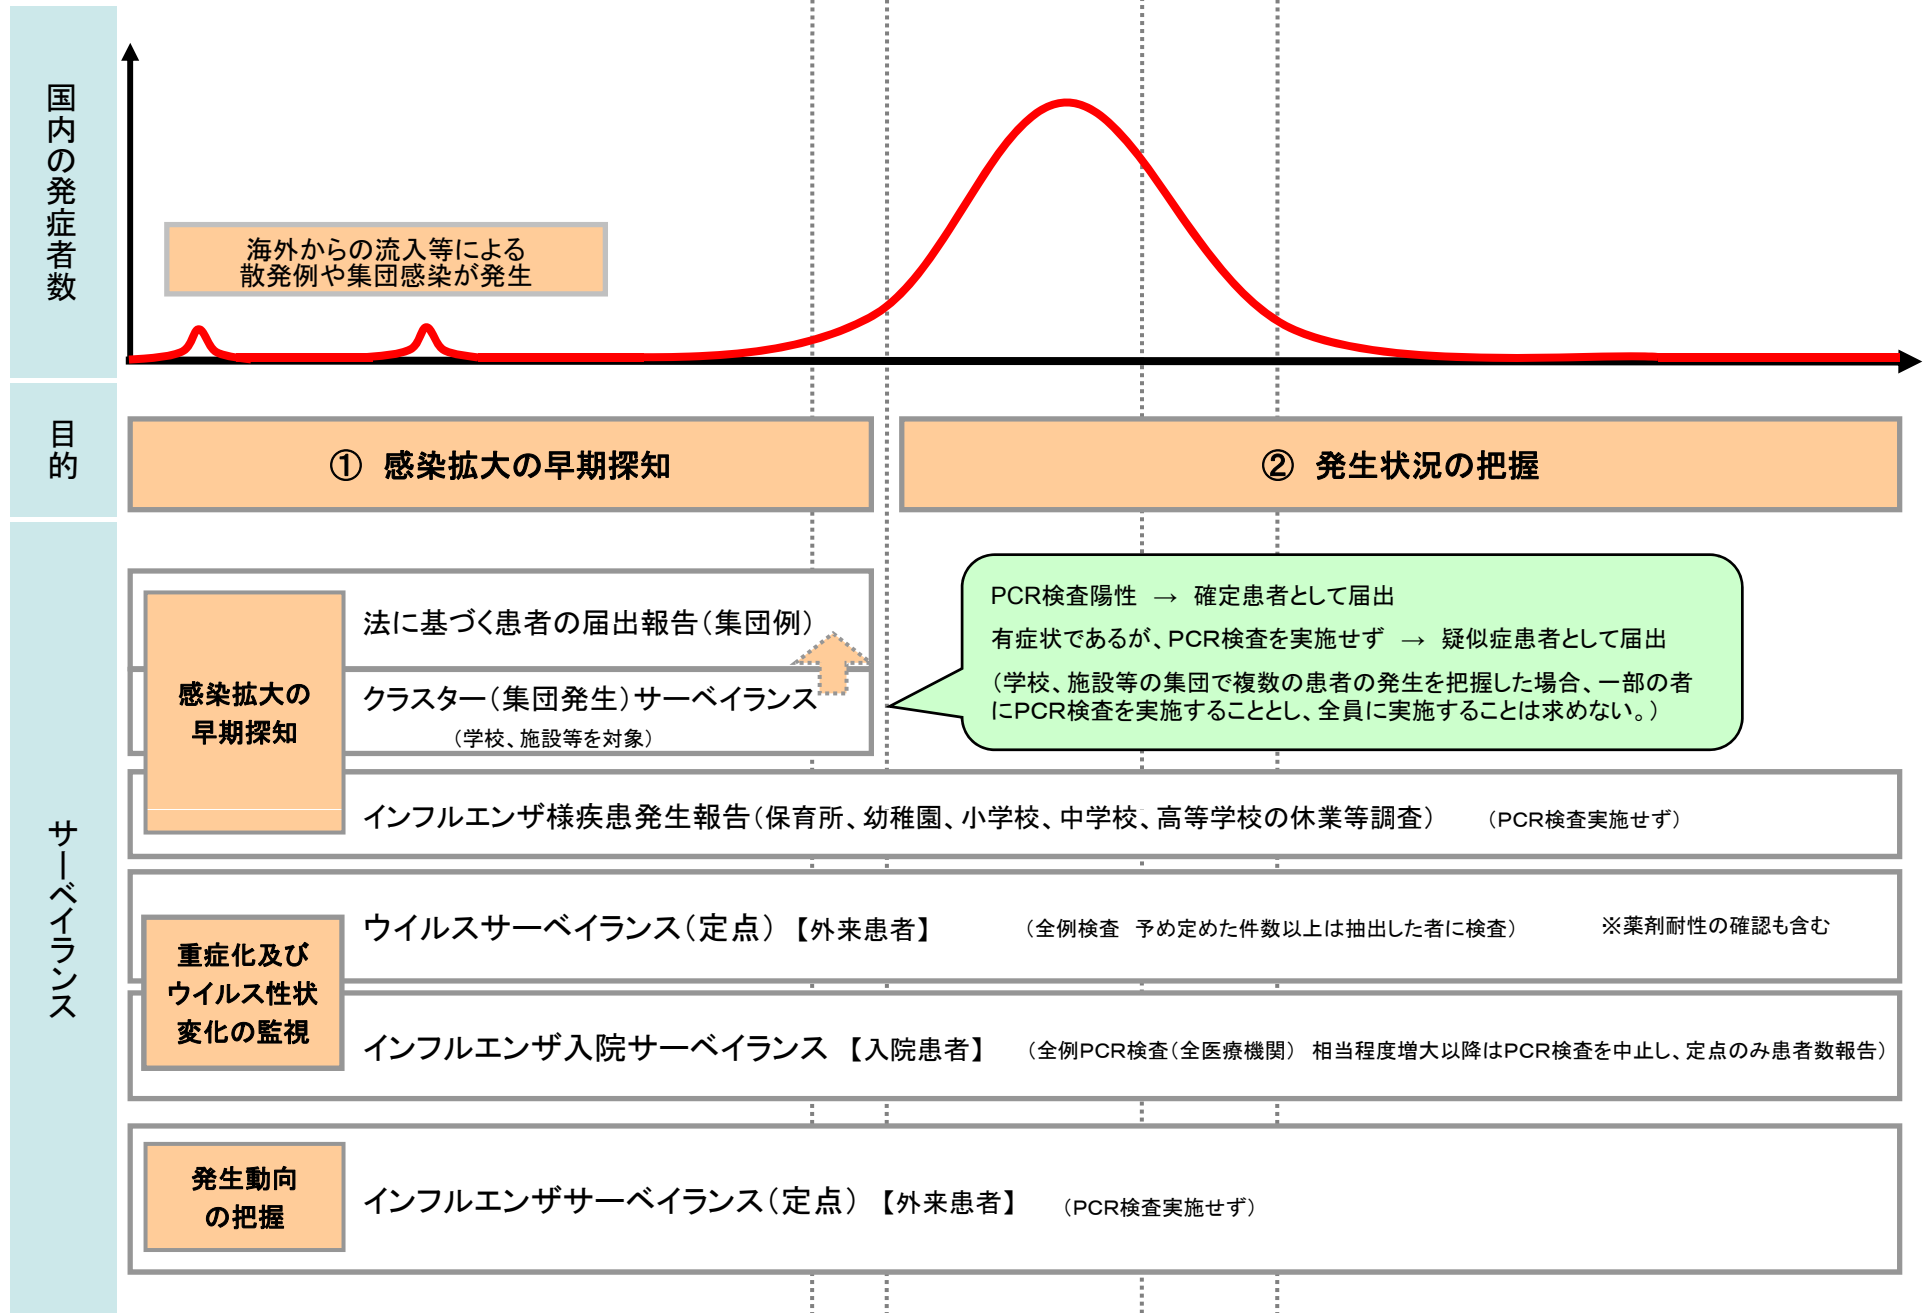 国内の発症者数
海外からの流入等による
散発例や集団感染が発生
目的
① 感染拡大の早期探知
② 発生状況の把握
サーベイランス
感染拡大の
早期探知
法に基づく患者の届出報告(集団例)
クラスター(集団発生)サーベイランス
(学校、施設等を対象)
PCR検査陽性 → 確定患者として届出
有症状であるが、PCR検査を実施せず → 疑似症患者として届出
(学校、施設等の集団で複数の患者の発生を把握した場合、一部の者
にPCR検査を実施することとし、全員に実施することは求めない。)
インフルエンザ様疾患発生報告(保育所、幼稚園、小学校、中学校、高等学校の休業等調査) (PCR検査実施せず)
重症化及び
ウイルス性状
変化の監視
ウイルスサーベイランス(定点)【外来患者】 (全例検査 予め定めた件数以上は抽出した者に検査) ※薬剤耐性の確認も含む
インフルエンザ入院サーベイランス 【入院患者】 (全例PCR検査(全医療機関) 相当程度増大以降はPCR検査を中止し、定点のみ患者数報告)
発生動向
の把握
インフルエンザサーベイランス(定点) 【外来患者】 (PCR検査実施せず)